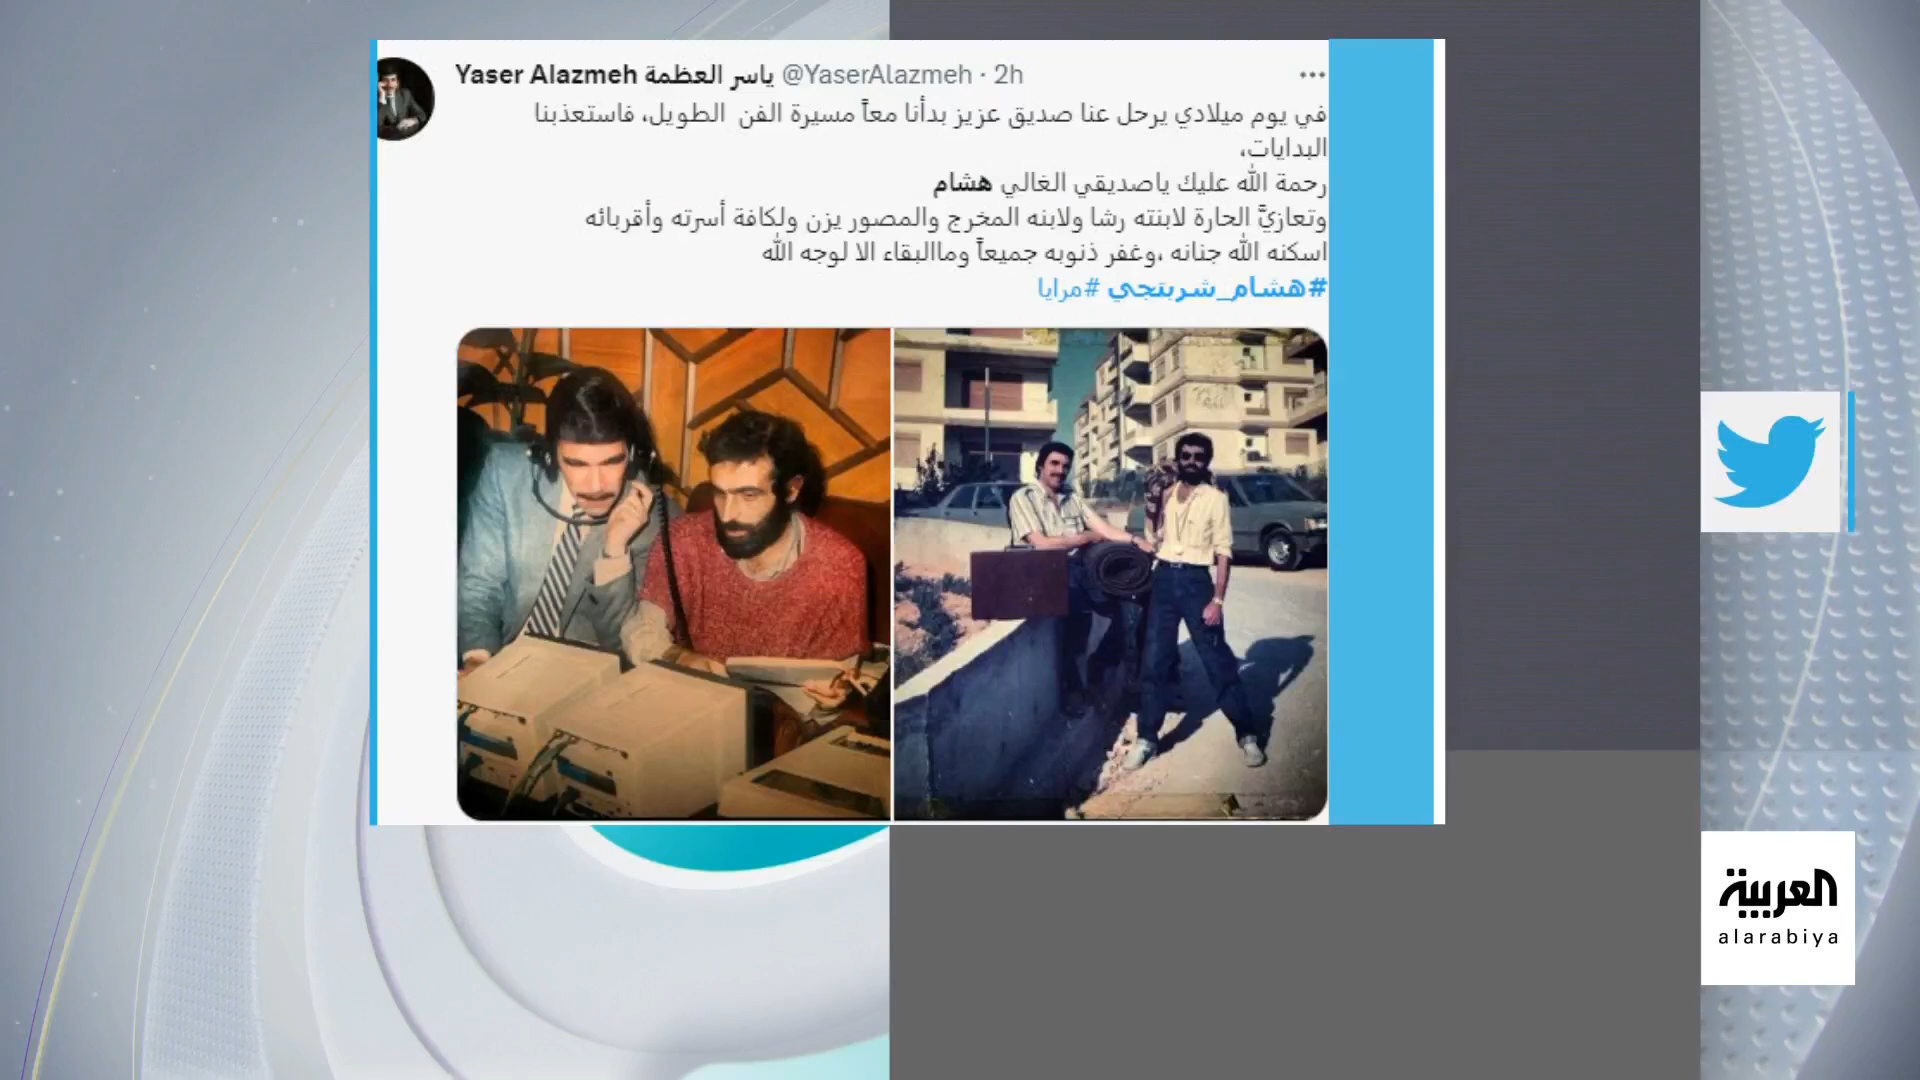 Yaser Alazmeh ياسر العظمة @YaserAlazmeh · 2h
في يوم ميلادي يرحل عنا صديق عزيز بدأنا معاً مسيرة الفن الطويل، فاستعذبنا
البدايات،
رحمة الله عليك ياصديقي الغالي هشام
وتعازيَّ الحارة لابنته رشا ولابنه المخرج والمصور يزن ولكافة أسرته وأقربائه
اسكنه الله جنانه ،وغفر ذنوبه جميعاً وماالبقاء الا لوجه الله
#هشام_شربتجي #مرايا
العربية
alarabiya